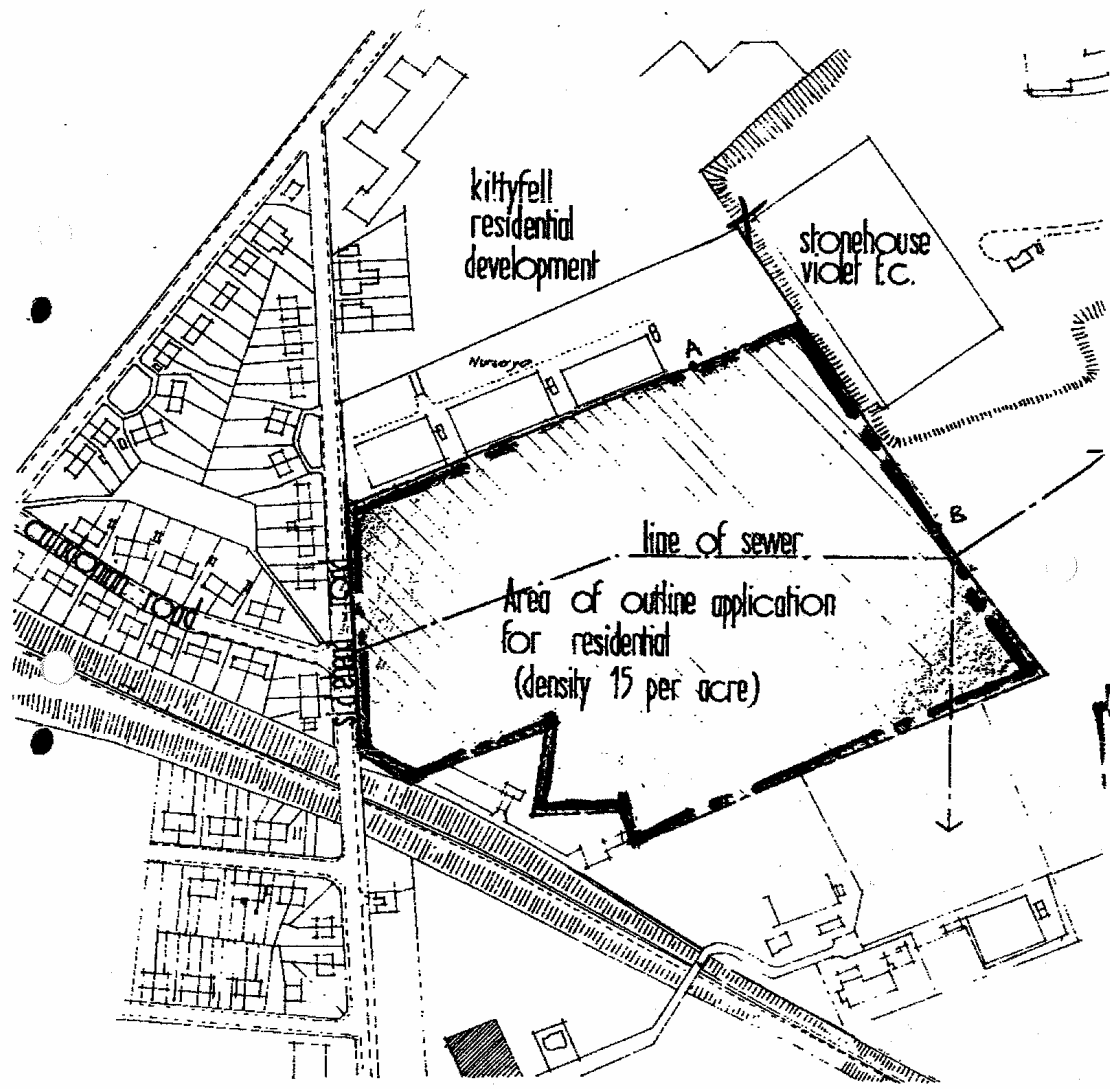 kittyfell
residential
development
stonehouse
violet f.c.
Nursery
A
B
line of sewer
Area of outline application
for residential
(density 15 per acre)
road